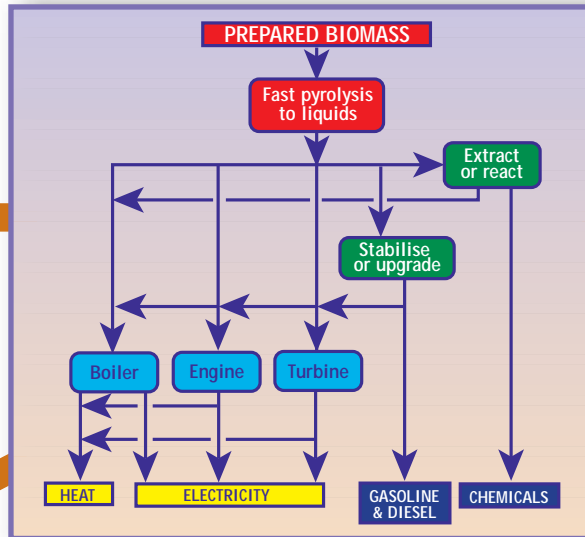 PREPARED BIOMASS
Fast pyrolysis
to liquids
Extract
or react
Stabilise
or upgrade
Boiler
Engine
Turbine
HEAT
ELECTRICITY
GASOLINE
& DIESEL
CHEMICALS